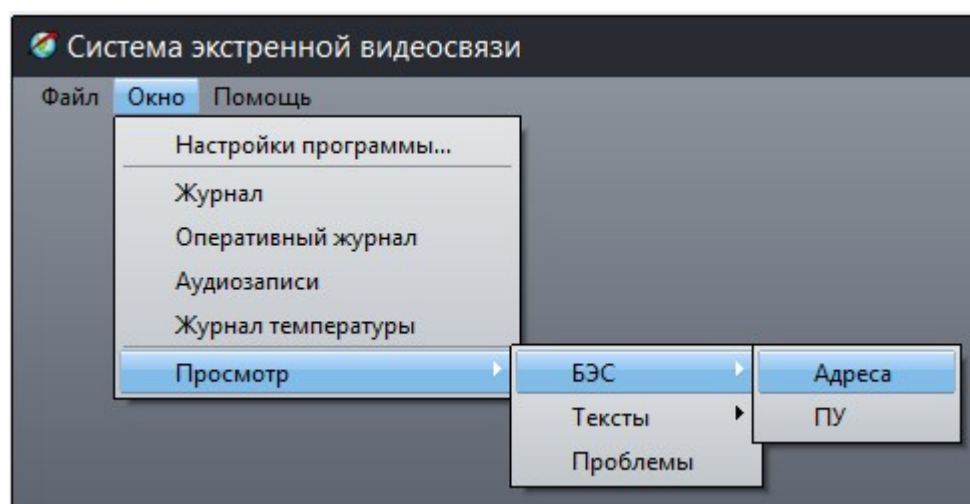 Система экстренной видеосвязи
Файл Окно Помощь
Настройки программы...
Журнал
Оперативный журнал
Аудиозаписи
Журнал температуры
Просмотр БЭС Адреса
Тексты ПУ
Проблемы